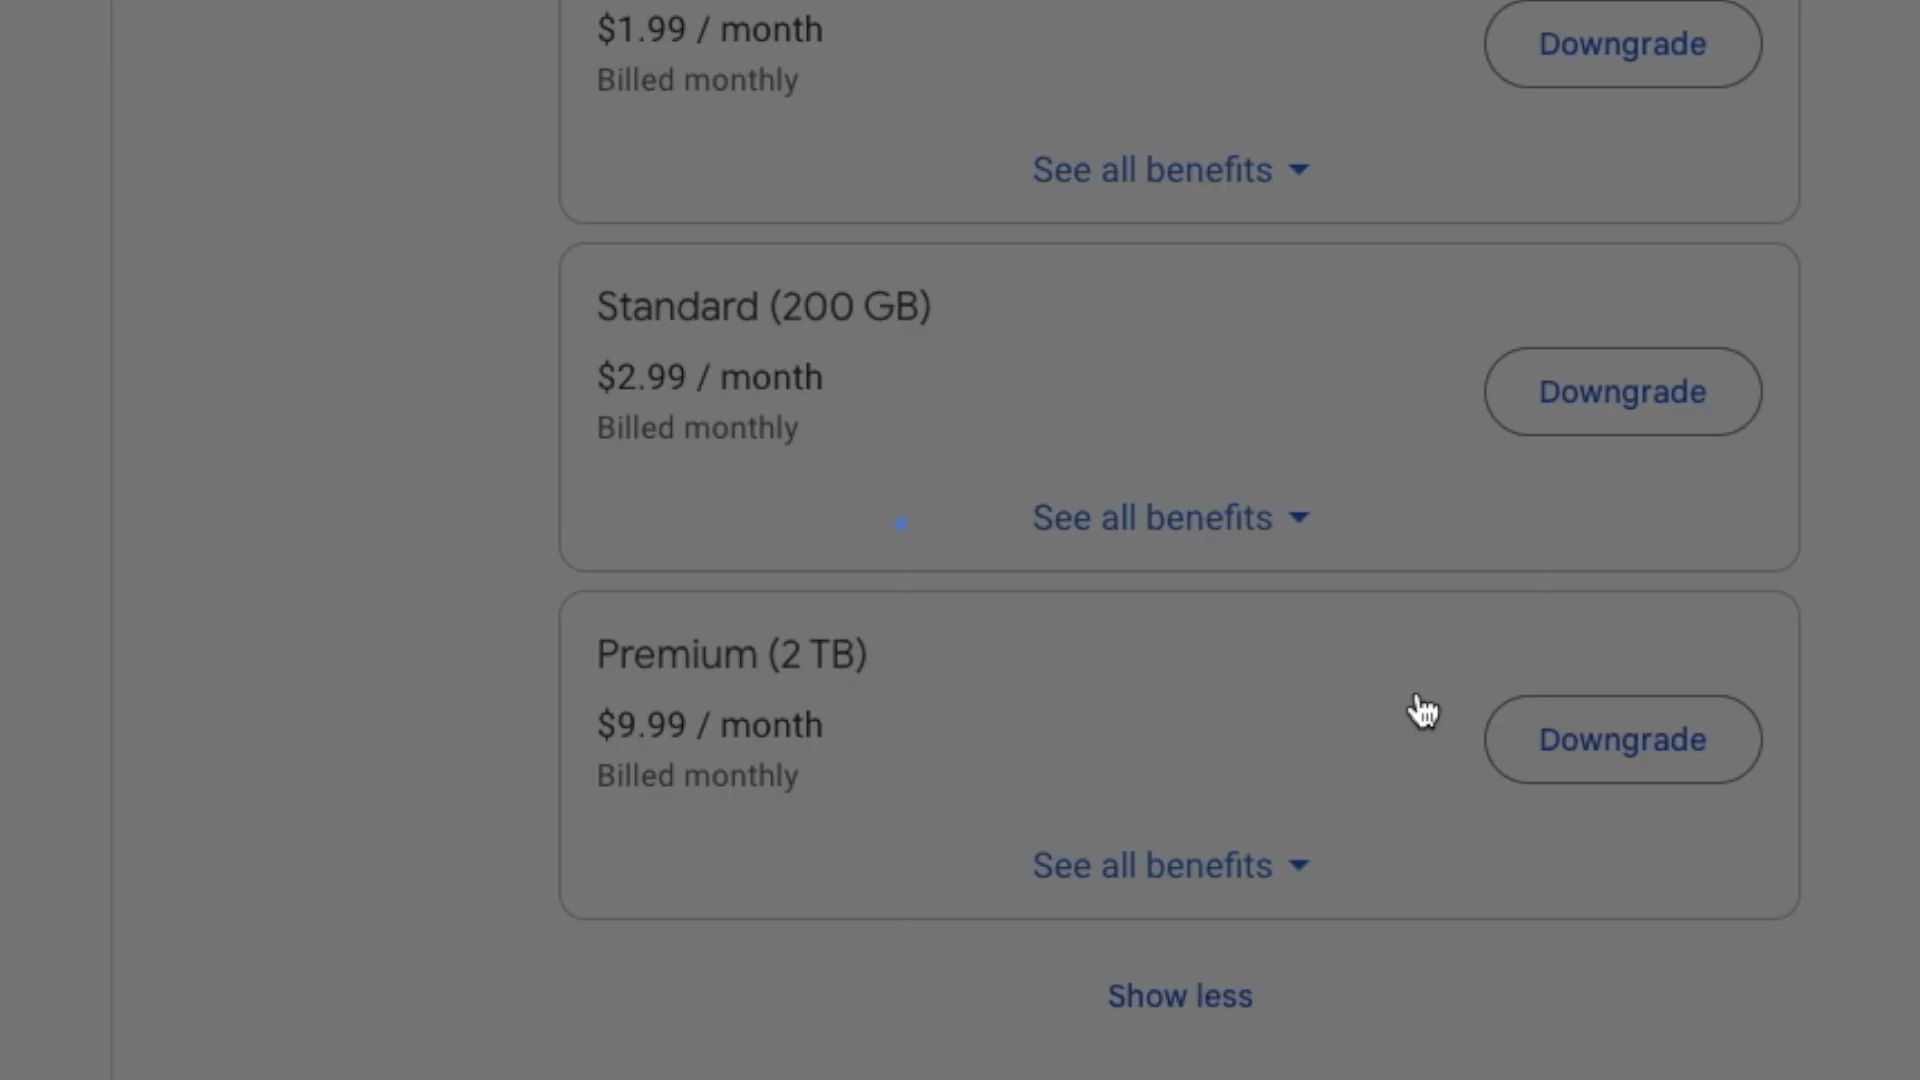 $1.99 / month
Downgrade
Billed monthly
See all benefits
Standard (200 GB)
$2.99 / month
Downgrade
Billed monthly
See all benefits
Premium (2 TB)
$9.99 / month
Downgrade
Billed monthly
See all benefits
Show less